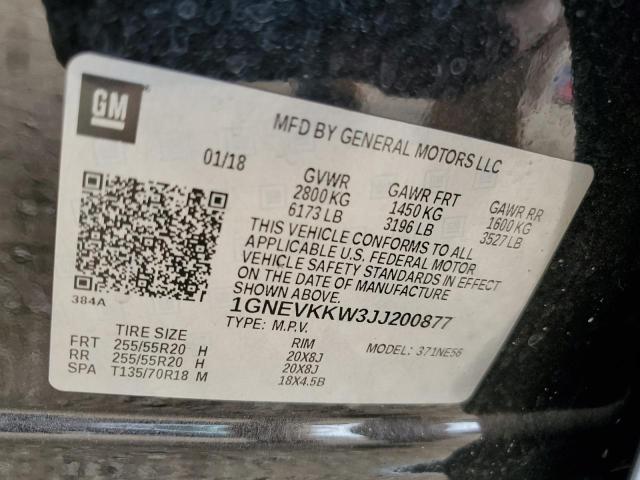 GM
MFD BY GENERAL MOTORS LLC
01/18
GVWR GAWR FRT GAWR RR
2800 KG 1450 KG 1600 KG
6173 LB 3196 LB 3527 LB
THIS VEHICLE CONFORMS TO ALL
APPLICABLE U.S. FEDERAL MOTOR
VEHICLE SAFETY STANDARDS IN EFFECT
ON THE DATE OF MANUFACTURE
SHOWN ABOVE.
384A
1GNEVKKW3JJ200877
TYPE: M.P.V. MODEL: 371NE56
TIRE SIZE RIM
FRT 255/55R20 H 20X8J
RR 255/55R20 H 20X8J
SPA T135/70R18 M 18X4.5B